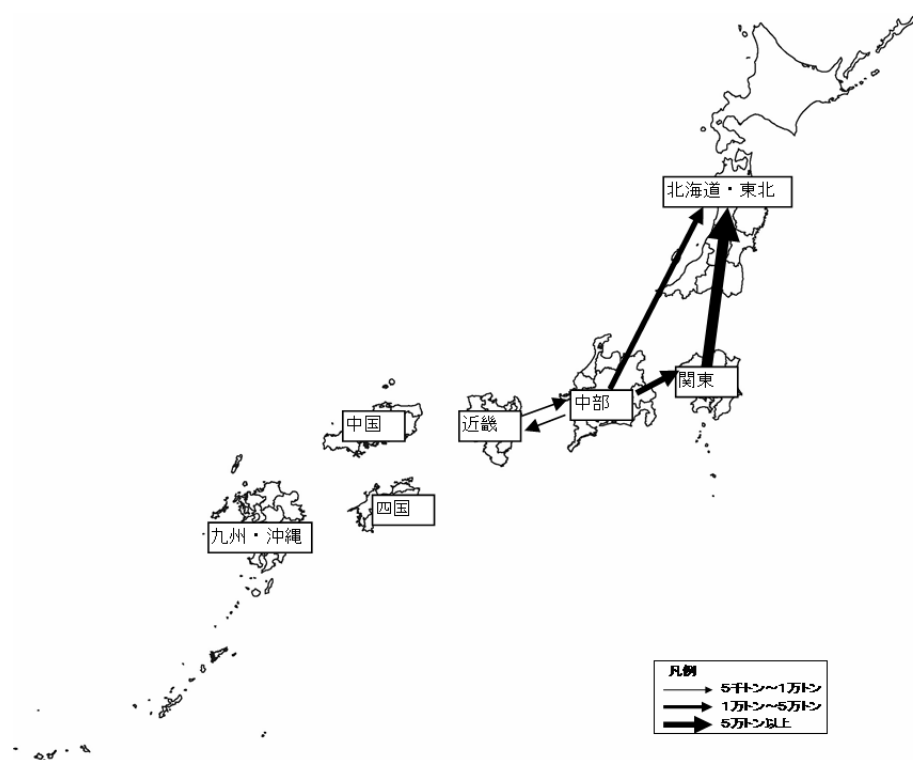 北海道・東北
関東
中部
近畿
中国
四国
九州・沖縄
凡例
5千トン～1万トン
1万トン～5万トン
5万トン以上